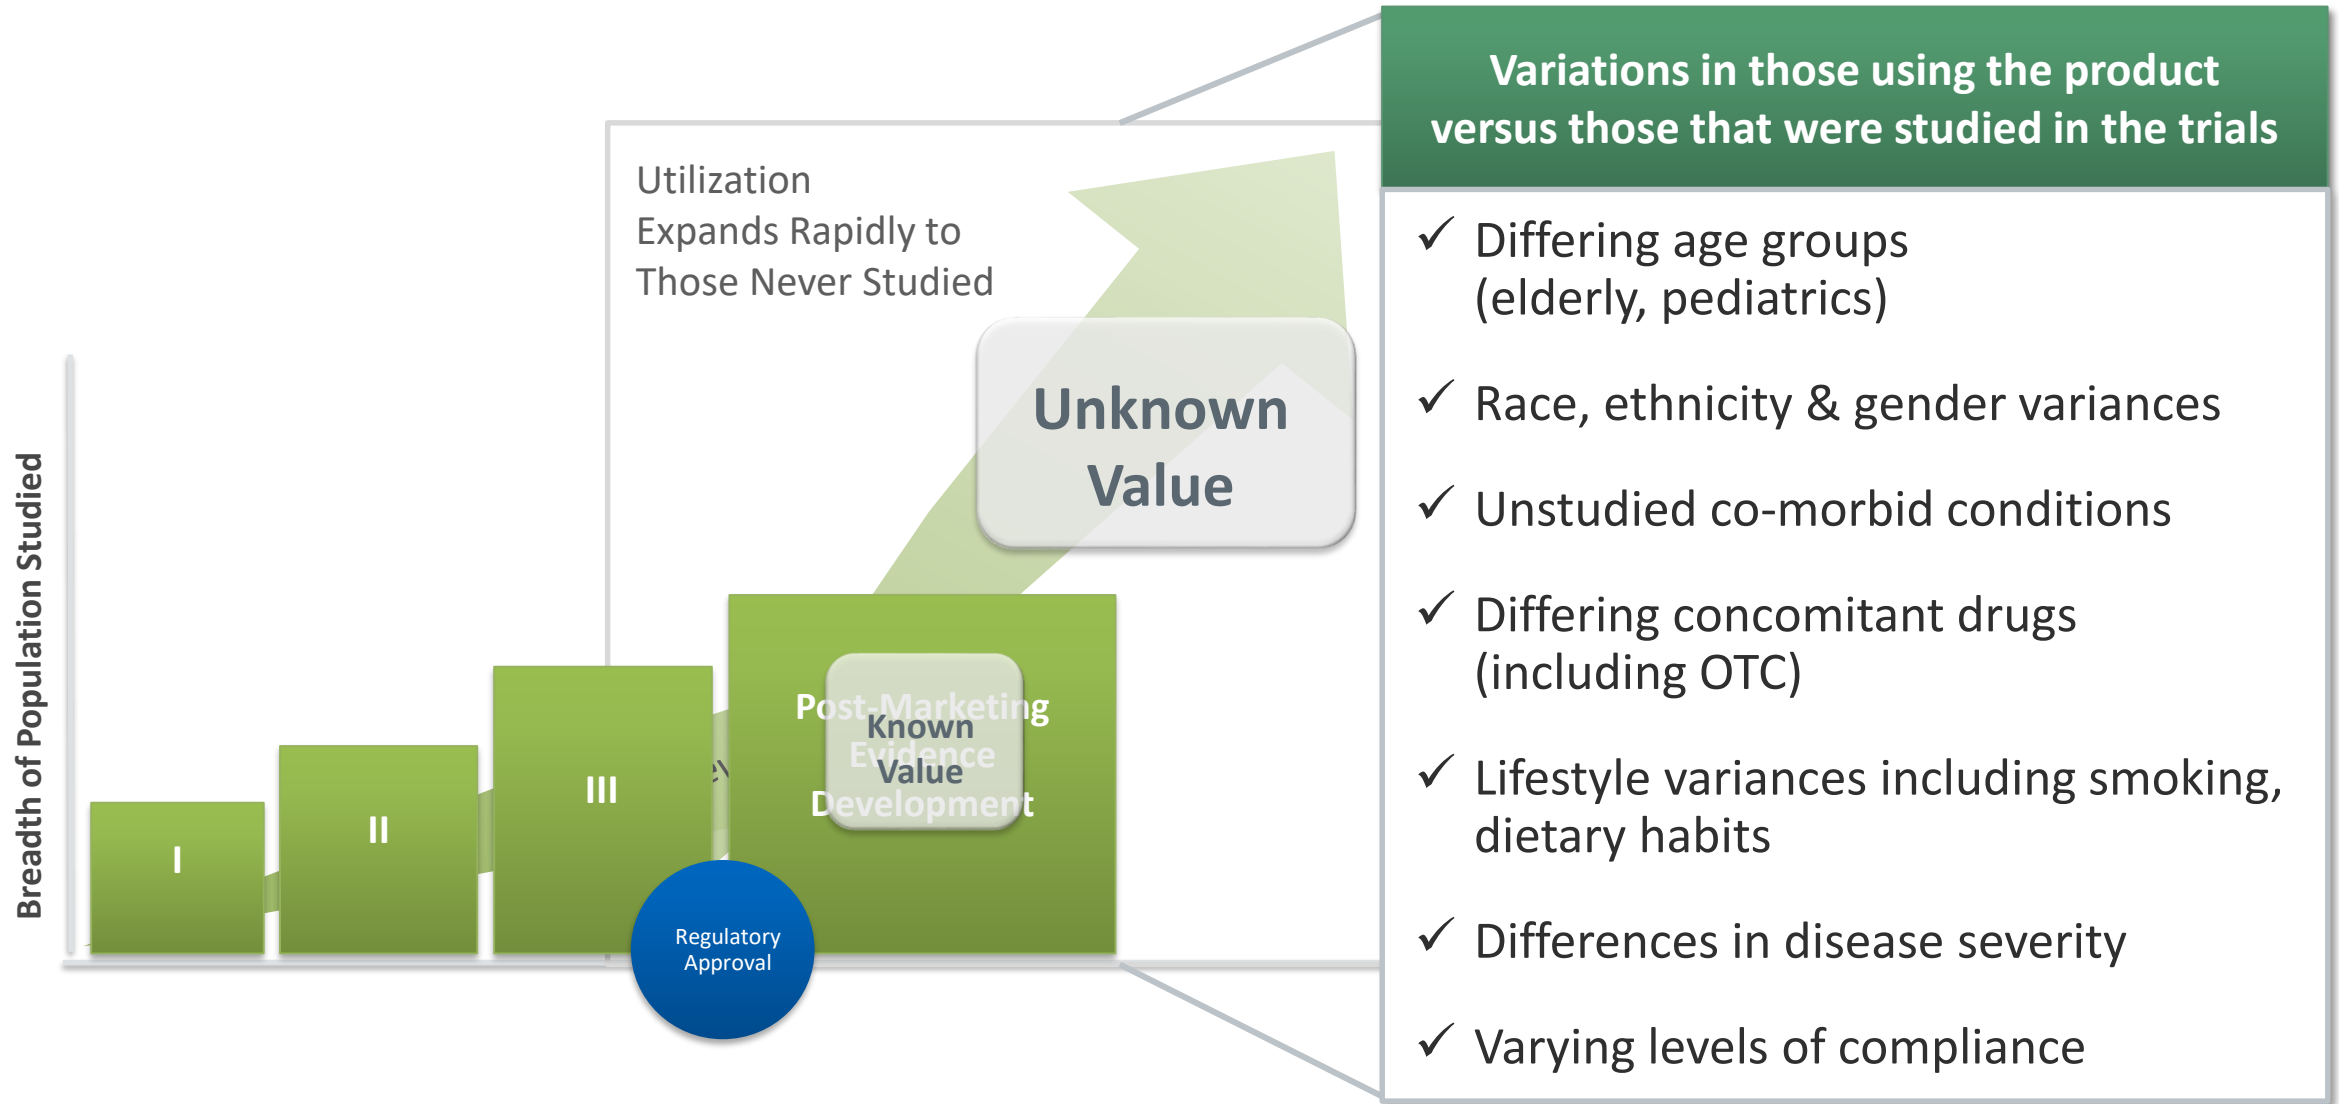 Variations in those using the product
versus those that were studied in the trials
Utilization
Expands Rapidly to
Those Never Studied
Unknown
Value
Breadth of Population Studied
I
II
III
Post-Marketing
Evidence
Development
Known
Value
Regulatory
Approval
✓ Differing age groups
(elderly, pediatrics)
✓ Race, ethnicity & gender variances
✓ Unstudied co-morbid conditions
✓ Differing concomitant drugs
(including OTC)
✓ Lifestyle variances including smoking,
dietary habits
✓ Differences in disease severity
✓ Varying levels of compliance